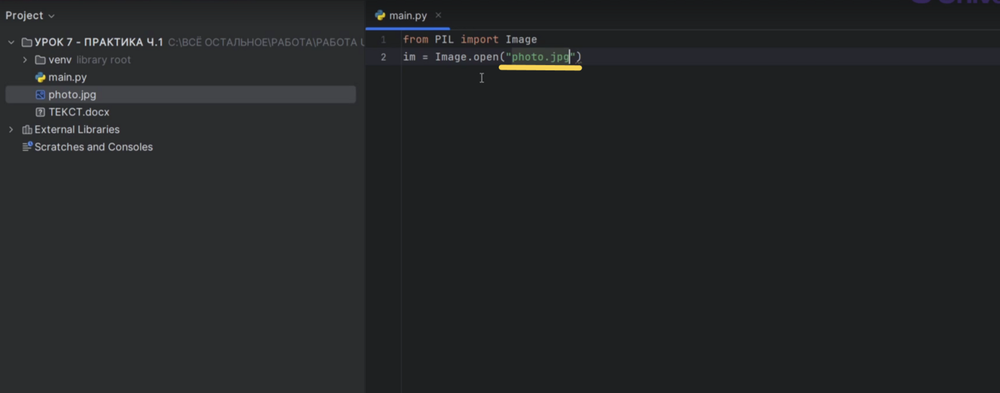 Project
УРОК 7 - ПРАКТИКА Ч.1 C:\ВСЁ ОСТАЛЬНОЕ\РАБОТА\РАБОТА
venv library root
main.py
photo.jpg
ТЕКСТ.docx
External Libraries
Scratches and Consoles
main.py
1 from PIL import Image
2 im = Image.open("photo.jpg")